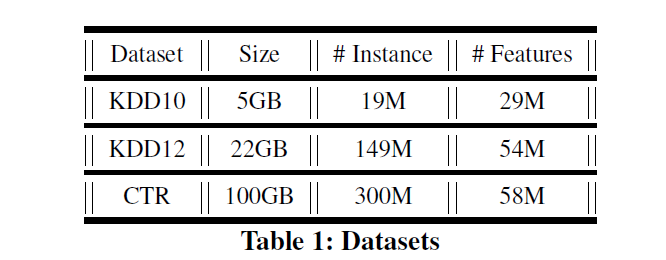 Dataset Size # Instance # Features
KDD10 5GB 19M 29M
KDD12 22GB 149M 54M
CTR 100GB 300M 58M
Table 1: Datasets